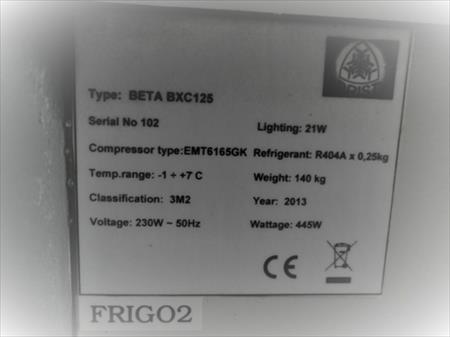 Type: BETA BXC125
Serial No 102
Lighting: 21W
Compressor type:EMT6165GK Refrigerant: R404A x 0,25kg
Temp.range: -1 ÷ +7 C
Weight: 140 kg
Classification: 3M2
Year: 2013
Voltage: 230W ~ 50Hz
Wattage: 445W
CE
FRIGO2